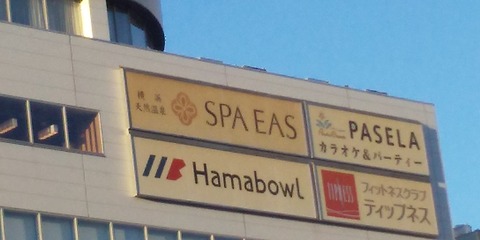 横浜
天然温泉
SPA EAS
PASELA
カラオケ&パーティー
Hamabowl
フィットネスクラブ
ティップネス